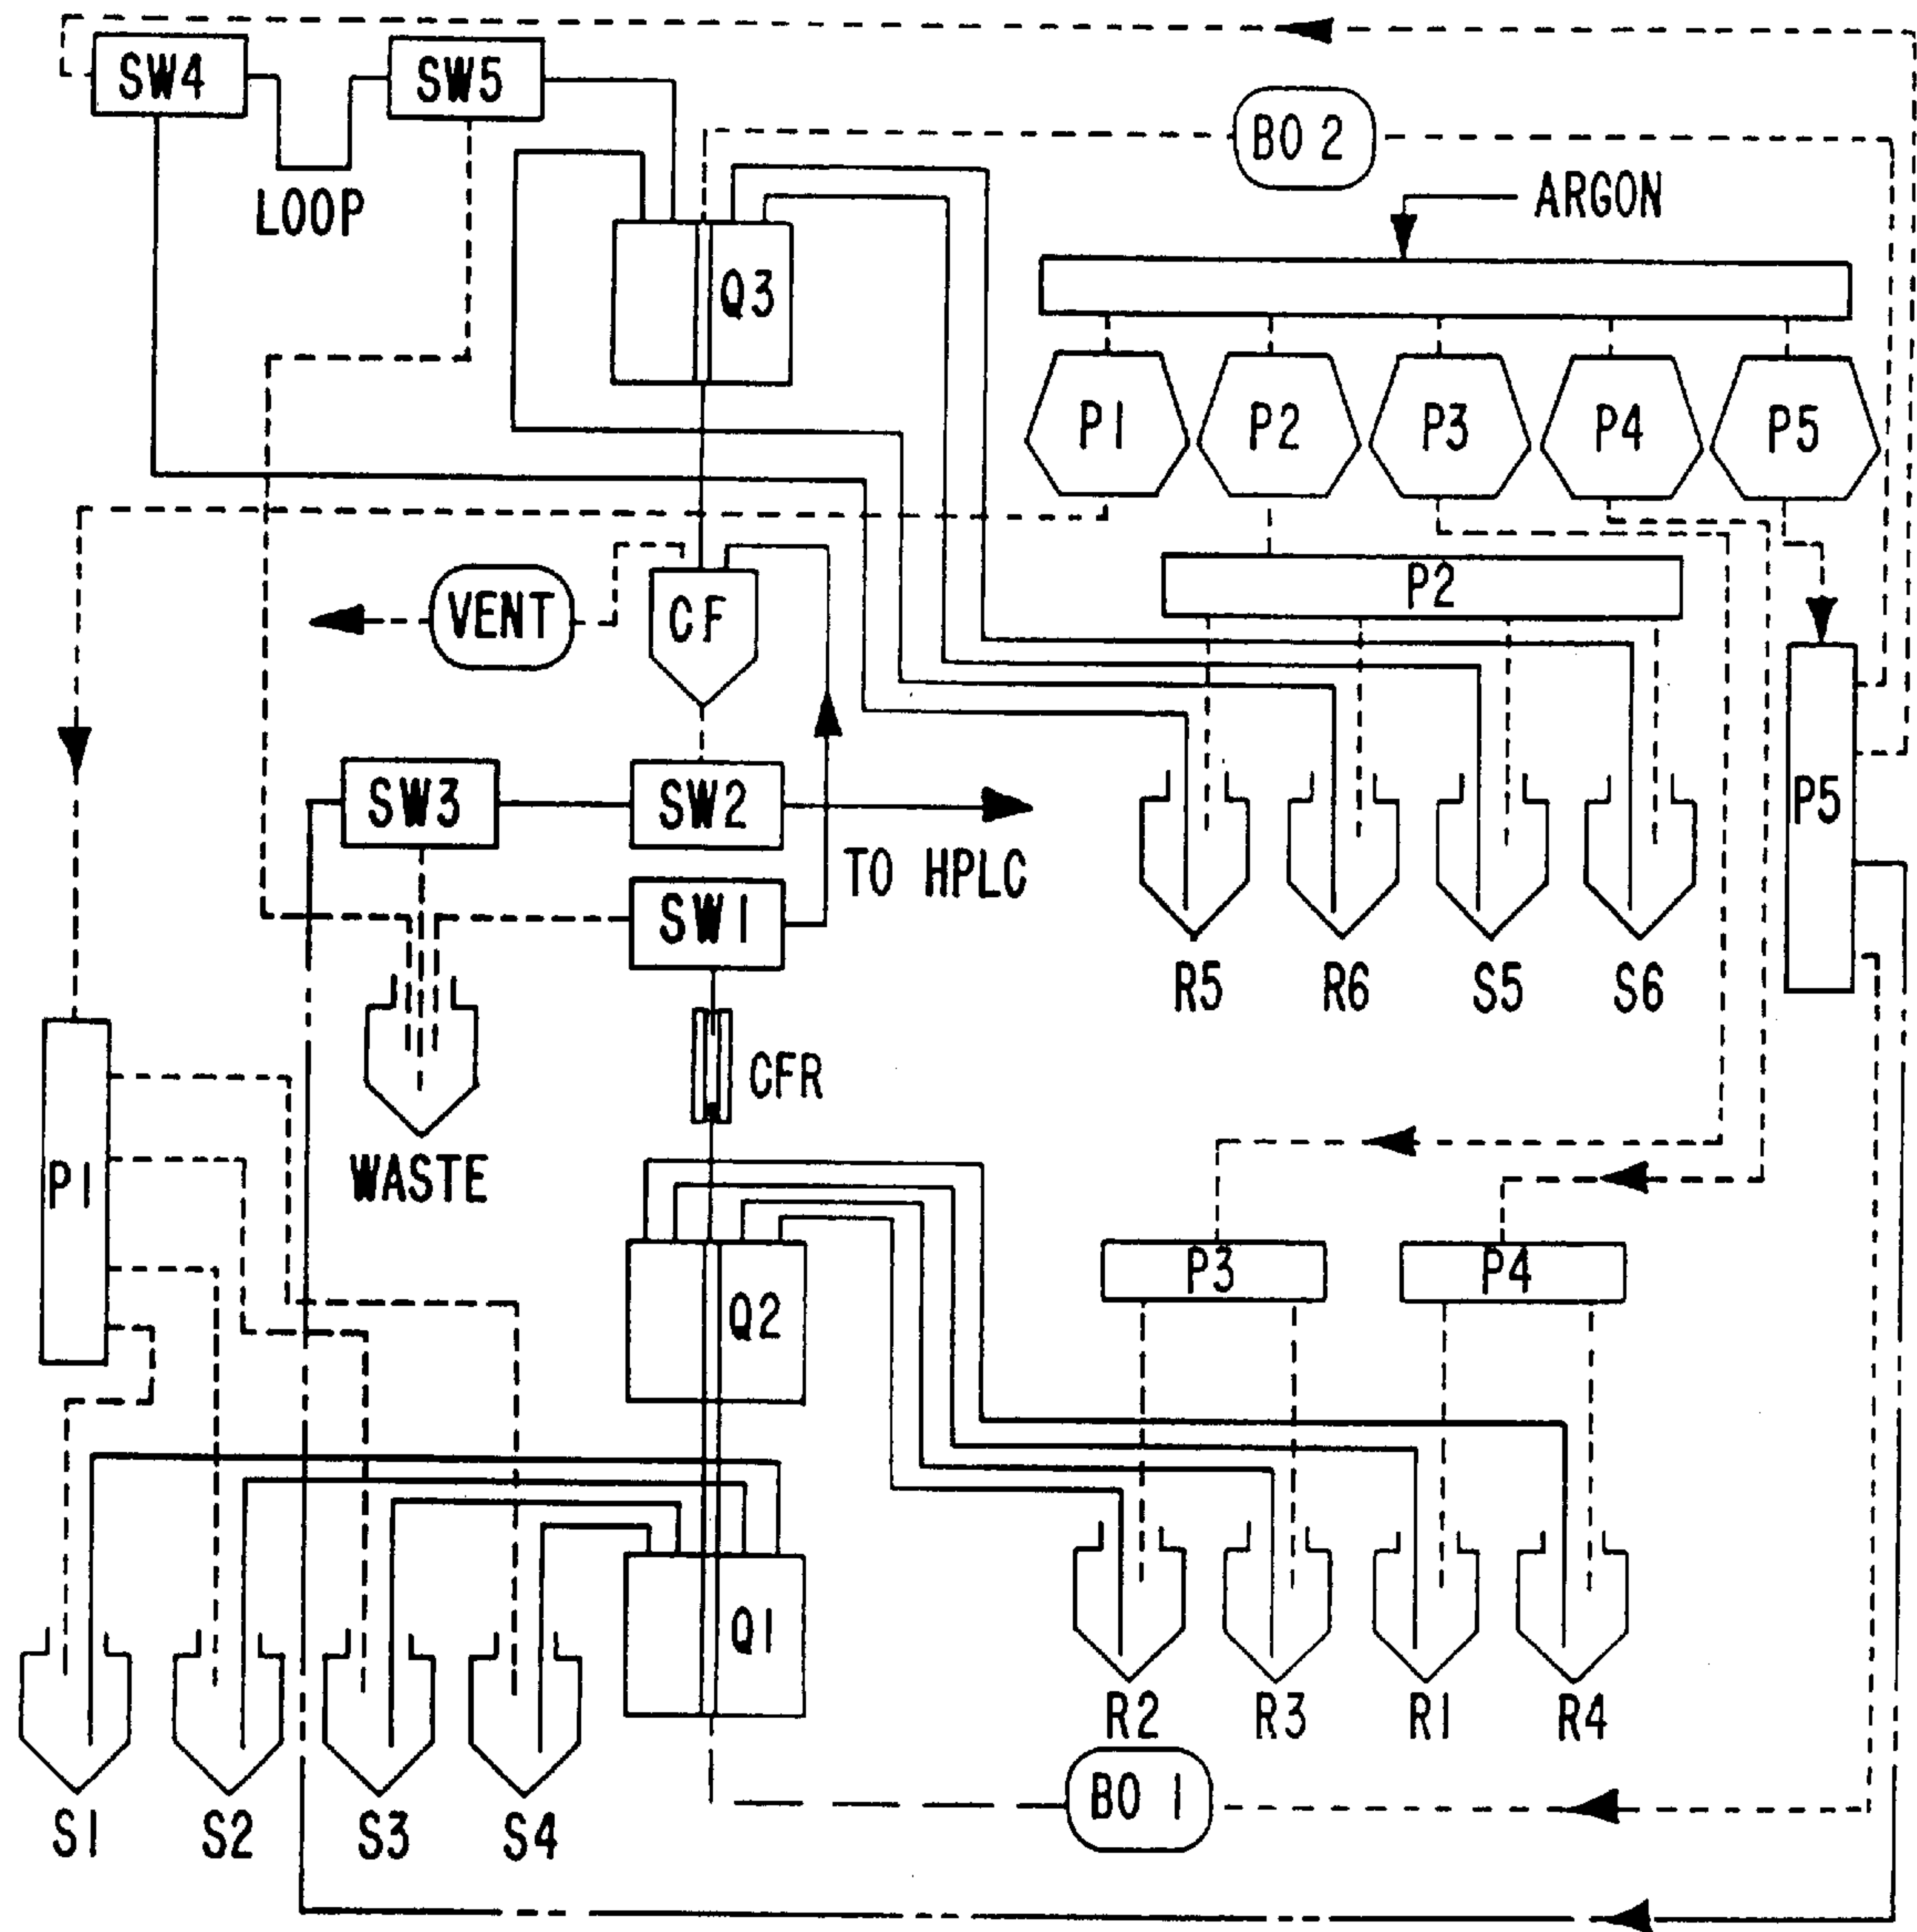 SW4
SW5
BO 2
LOOP
ARGON
Q3
P1
P2
P3
P4
P5
P2
VENT
CF
SW3
SW2
P5
TO HPLC
SW1
R5
R6
S5
S6
CFR
P1
WASTE
P3
P4
Q2
Q1
R2
R3
R1
R4
BO 1
S1
S2
S3
S4